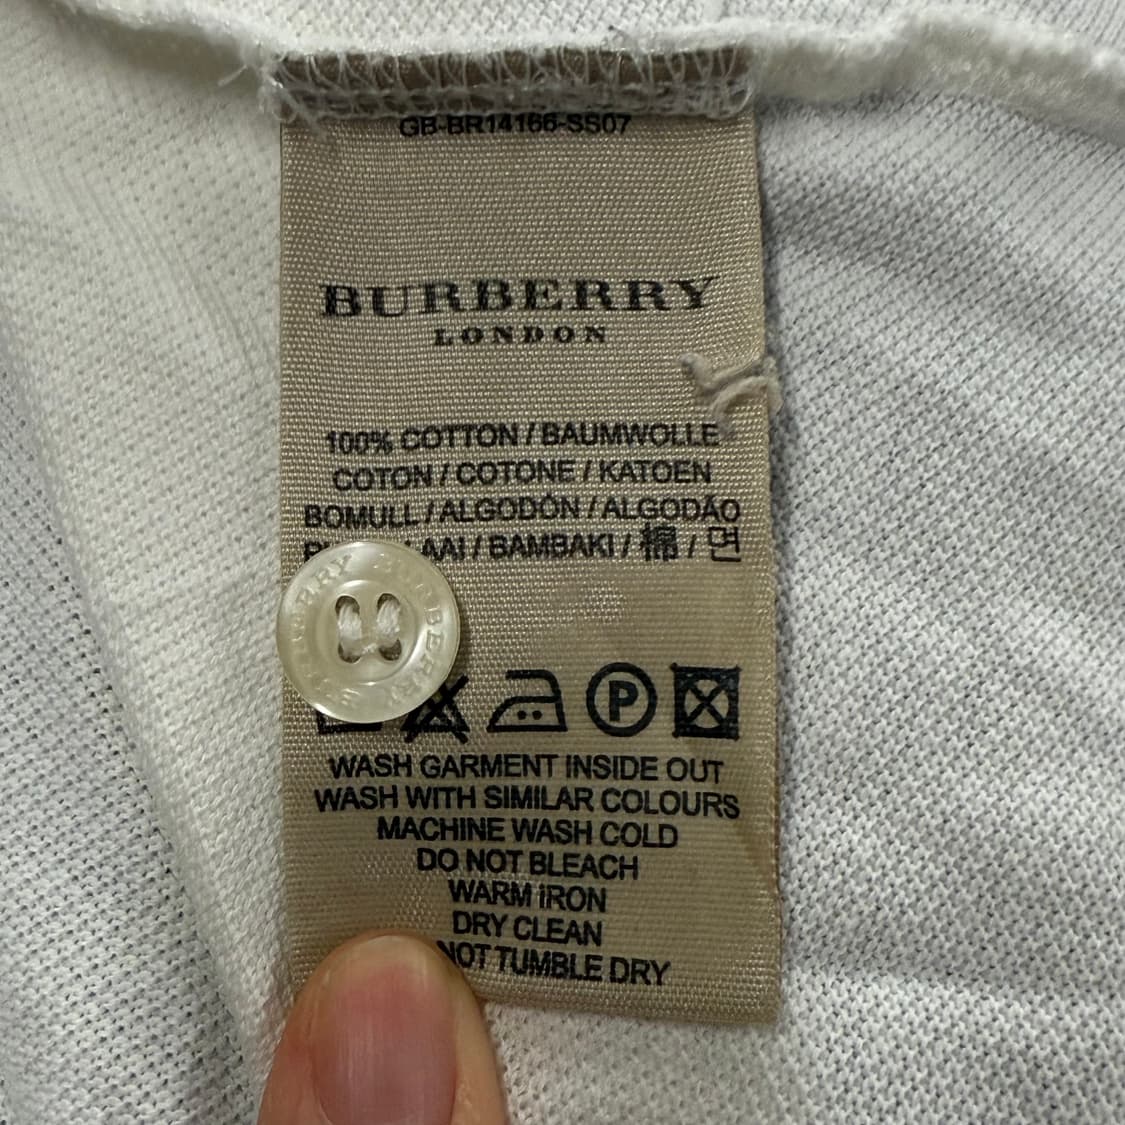 GB-BR14166-SS07
BURBERRY
LONDON
100% COTTON / BAUMWOLLE
COTON / COTONE / KATOEN
BOMULL / ALGODÓN / ALGODÃO
/ BAMBAKI / 棉 / 면
BURBERRY BURBERRY
P
WASH GARMENT INSIDE OUT
WASH WITH SIMILAR COLOURS
MACHINE WASH COLD
DO NOT BLEACH
WARM IRON
DRY CLEAN
NOT TUMBLE DRY